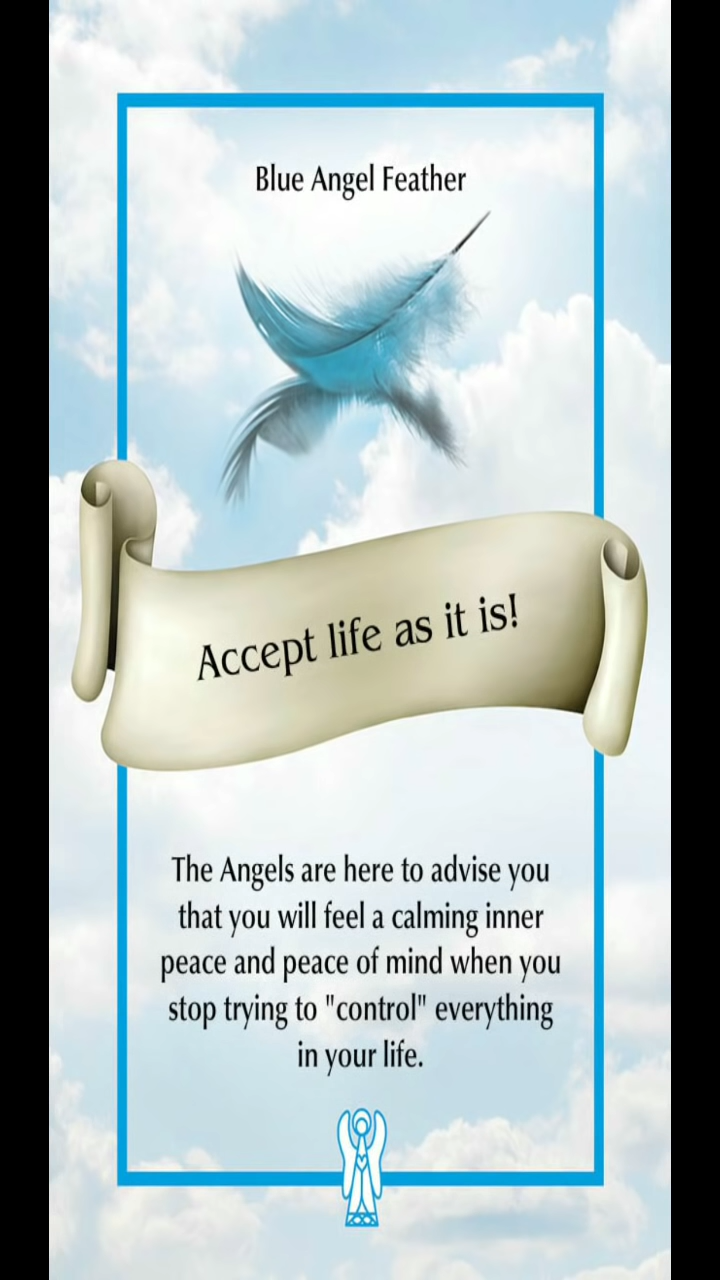 Blue Angel Feather
Accept life as it is!
The Angels are here to advise you
that you will feel a calming inner
peace and peace of mind when you
stop trying to "control" everything
in your life.